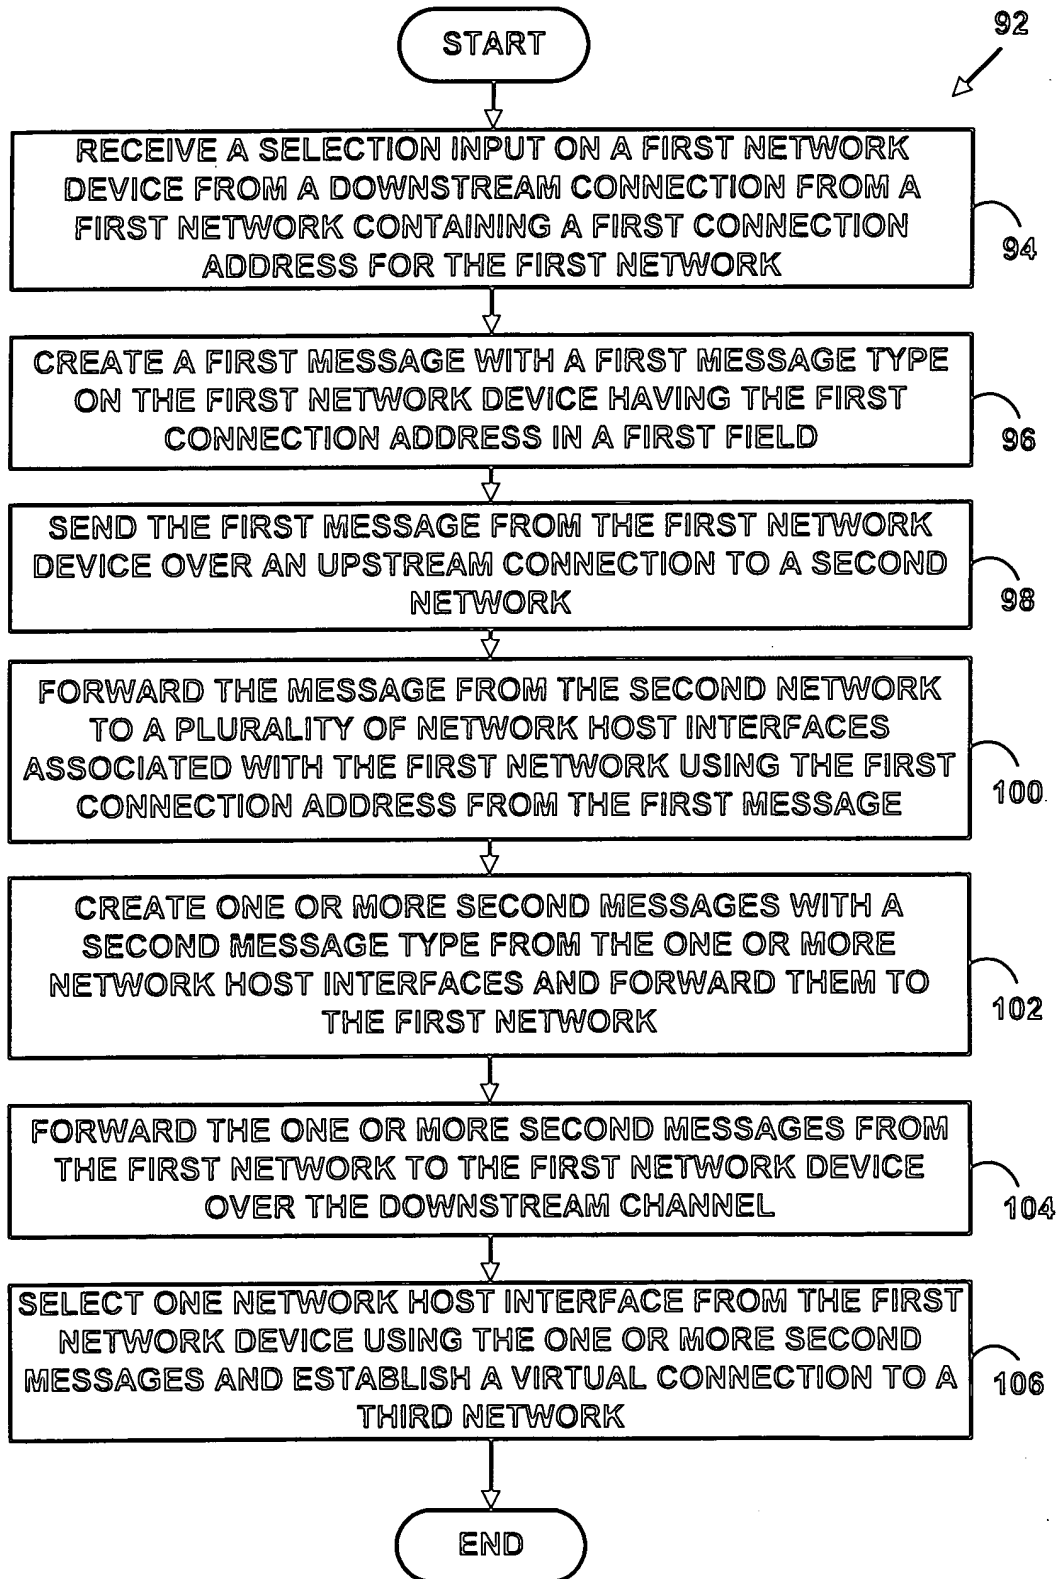 92
START
RECEIVE A SELECTION INPUT ON A FIRST NETWORK
DEVICE FROM A DOWNSTREAM CONNECTION FROM A
FIRST NETWORK CONTAINING A FIRST CONNECTION
ADDRESS FOR THE FIRST NETWORK
94
CREATE A FIRST MESSAGE WITH A FIRST MESSAGE TYPE
ON THE FIRST NETWORK DEVICE HAVING THE FIRST
CONNECTION ADDRESS IN A FIRST FIELD
96
SEND THE FIRST MESSAGE FROM THE FIRST NETWORK
DEVICE OVER AN UPSTREAM CONNECTION TO A SECOND
NETWORK
98
FORWARD THE MESSAGE FROM THE SECOND NETWORK
TO A PLURALITY OF NETWORK HOST INTERFACES
ASSOCIATED WITH THE FIRST NETWORK USING THE FIRST
CONNECTION ADDRESS FROM THE FIRST MESSAGE
100
CREATE ONE OR MORE SECOND MESSAGES WITH A
SECOND MESSAGE TYPE FROM THE ONE OR MORE
NETWORK HOST INTERFACES AND FORWARD THEM TO
THE FIRST NETWORK
102
FORWARD THE ONE OR MORE SECOND MESSAGES FROM
THE FIRST NETWORK TO THE FIRST NETWORK DEVICE
OVER THE DOWNSTREAM CHANNEL
104
SELECT ONE NETWORK HOST INTERFACE FROM THE FIRST
NETWORK DEVICE USING THE ONE OR MORE SECOND
MESSAGES AND ESTABLISH A VIRTUAL CONNECTION TO A
THIRD NETWORK
106
END